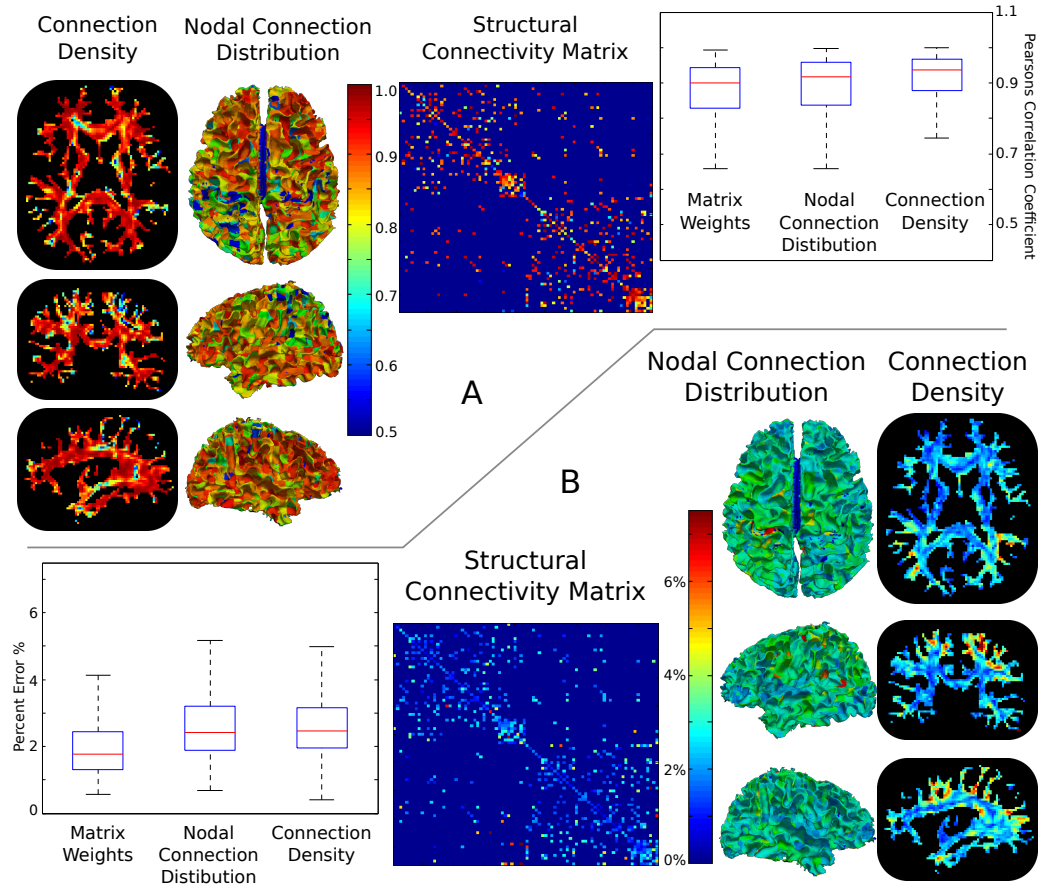 Connection
Density
Nodal Connection
Distribution
Structural
Connectivity Matrix
1.0
0.9
0.8
0.7
0.6
0.5
1.1
0.9
0.7
0.5
Pearsons Correlation Coefficient
Matrix
Weights
Nodal
Connection
Distibution
Connection
Density
A
B
Nodal Connection
Distribution
Connection
Density
Structural
Connectivity Matrix
6%
4%
2%
0%
Percent Error %
6
4
2
0
Matrix
Weights
Nodal
Connection
Distibution
Connection
Density